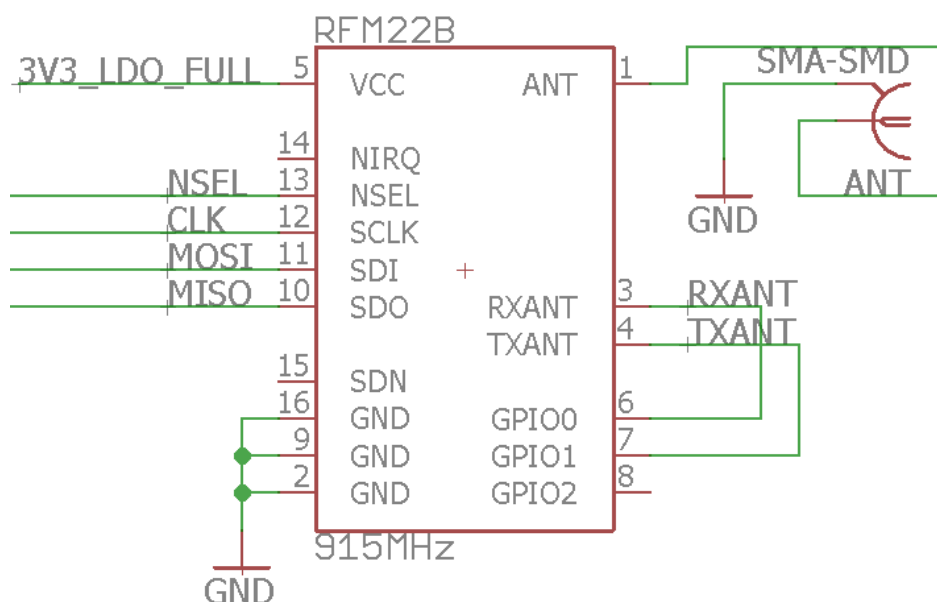 RFM22B
3V3_LDO_FULL 5 VCC ANT 1 SMA-SMD
14 NIRQ
NSEL 13 NSEL ANT
CLK 12 SCLK GND
MOSI 11 SDI
MISO 10 SDO RXANT 3 RXANT
TXANT 4 TXANT
15 SDN
16 GND GPIO0 6
9 GND GPIO1 7
2 GND GPIO2 8
915MHz
GND